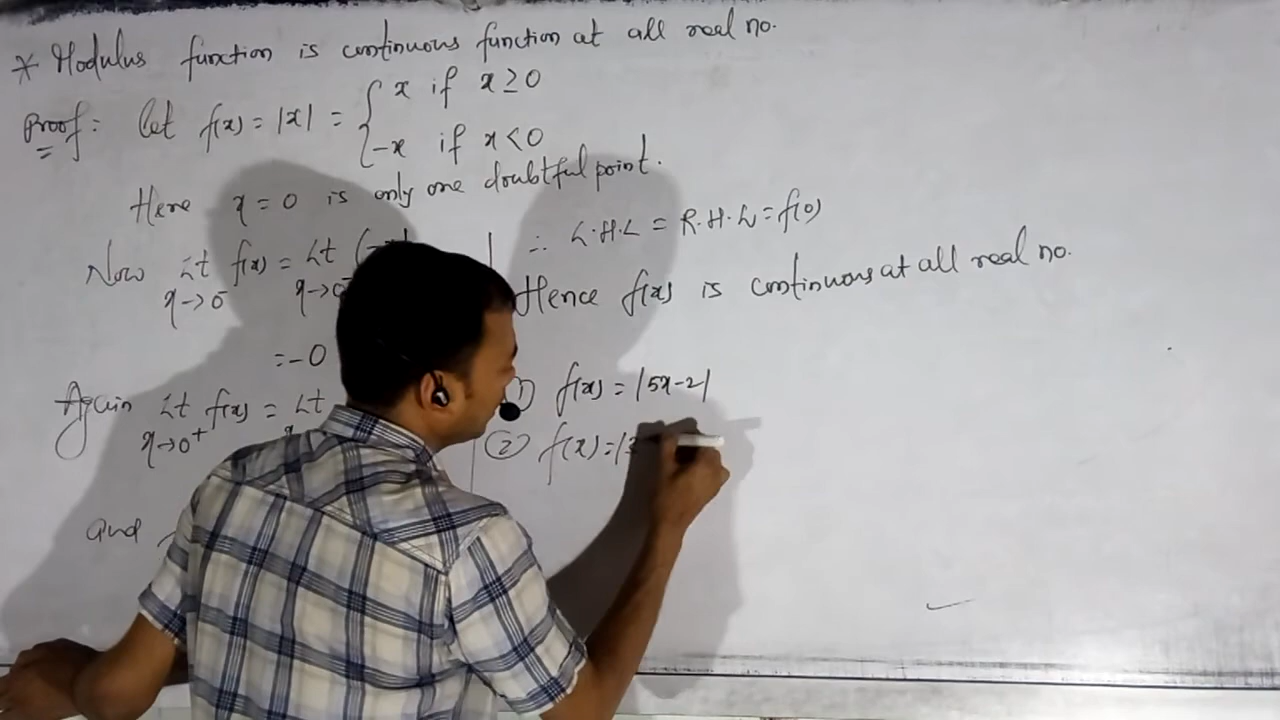 * Modulus function is continuous function at all real no.
Proof: let f(x) = |x| = { x if x ≥ 0
-x if x < 0
Here x = 0 is only one doubtful point.
Now Lt f(x) = Lt (-x
x→0⁻ x→0⁻
= -0
Again Lt f(x) = Lt
x→0⁺ x
and
∴ L.H.L = R.H.L = f(0)
Hence f(x) is continuous at all real no.
1) f(x) = |5x-2|
② f(x) = |3